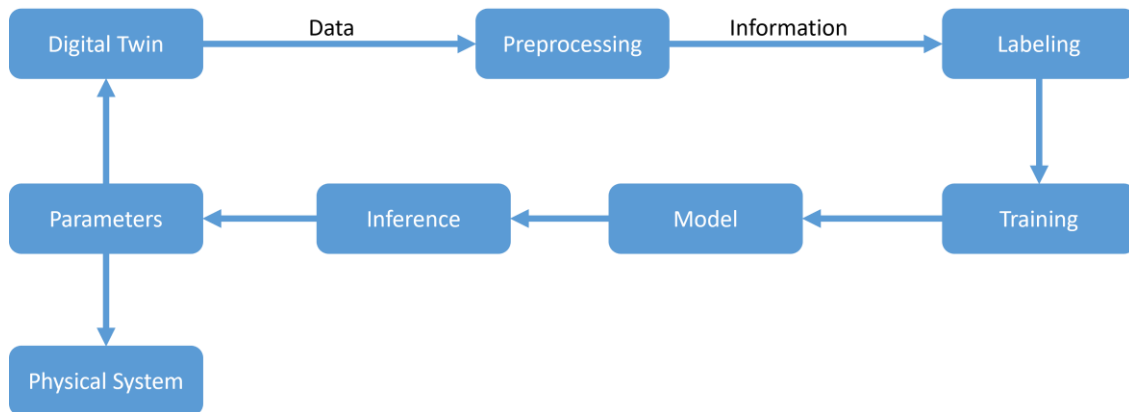 Digital Twin
Data
Preprocessing
Information
Labeling
Parameters
Inference
Model
Training
Physical System